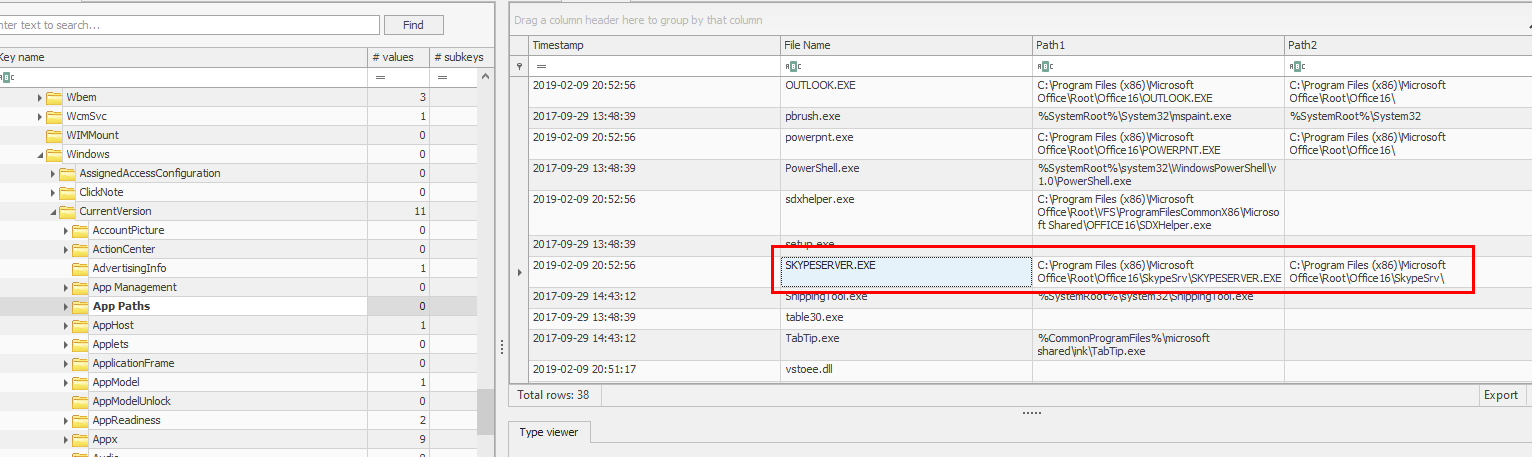 nter text to search...
Find
Key name
# values
# subkeys
ABC
=
=
Wbem 3
WcmSvc 1
WIMMount 0
Windows 0
AssignedAccessConfiguration 0
ClickNote 0
CurrentVersion 11
AccountPicture 0
ActionCenter 0
AdvertisingInfo 1
App Management 0
App Paths 0
AppHost 1
Applets 0
ApplicationFrame 0
AppModel 1
AppModelUnlock 0
AppReadiness 2
Appx 9
Audio
Drag a column header here to group by that column
Timestamp
File Name
Path1
Path2
=
ABC
ABC
ABC
2019-02-09 20:52:56
OUTLOOK.EXE
C:\Program Files (x86)\Microsoft
Office\Root\Office16\OUTLOOK.EXE
C:\Program Files (x86)\Microsoft
Office\Root\Office16\
2017-09-29 13:48:39
pbrush.exe
%SystemRoot%\System32\mspaint.exe
%SystemRoot%\System32
2019-02-09 20:52:56
powerpnt.exe
C:\Program Files (x86)\Microsoft
Office\Root\Office16\POWERPNT.EXE
C:\Program Files (x86)\Microsoft
Office\Root\Office16\
2017-09-29 13:48:39
PowerShell.exe
%SystemRoot%\system32\WindowsPowerShell\v
1.0\PowerShell.exe
2019-02-09 20:52:56
sdxhelper.exe
C:\Program Files (x86)\Microsoft
Office\Root\VFS\ProgramFilesCommonX86\Microso
ft Shared\OFFICE16\SDXHelper.exe
2017-09-29 13:48:39
setup.exe
2019-02-09 20:52:56
SKYPESERVER.EXE
C:\Program Files (x86)\Microsoft
Office\Root\Office16\SkypeSrv\SKYPESERVER.EXE
C:\Program Files (x86)\Microsoft
Office\Root\Office16\SkypeSrv\
2017-09-29 14:43:12
SnippingTool.exe
%SystemRoot%\system32\SnippingTool.exe
2017-09-29 13:48:39
table30.exe
2017-09-29 14:43:12
TabTip.exe
%CommonProgramFiles%\microsoft
shared\ink\TabTip.exe
2019-02-09 20:51:17
vstoee.dll
Total rows: 38
Export
Type viewer